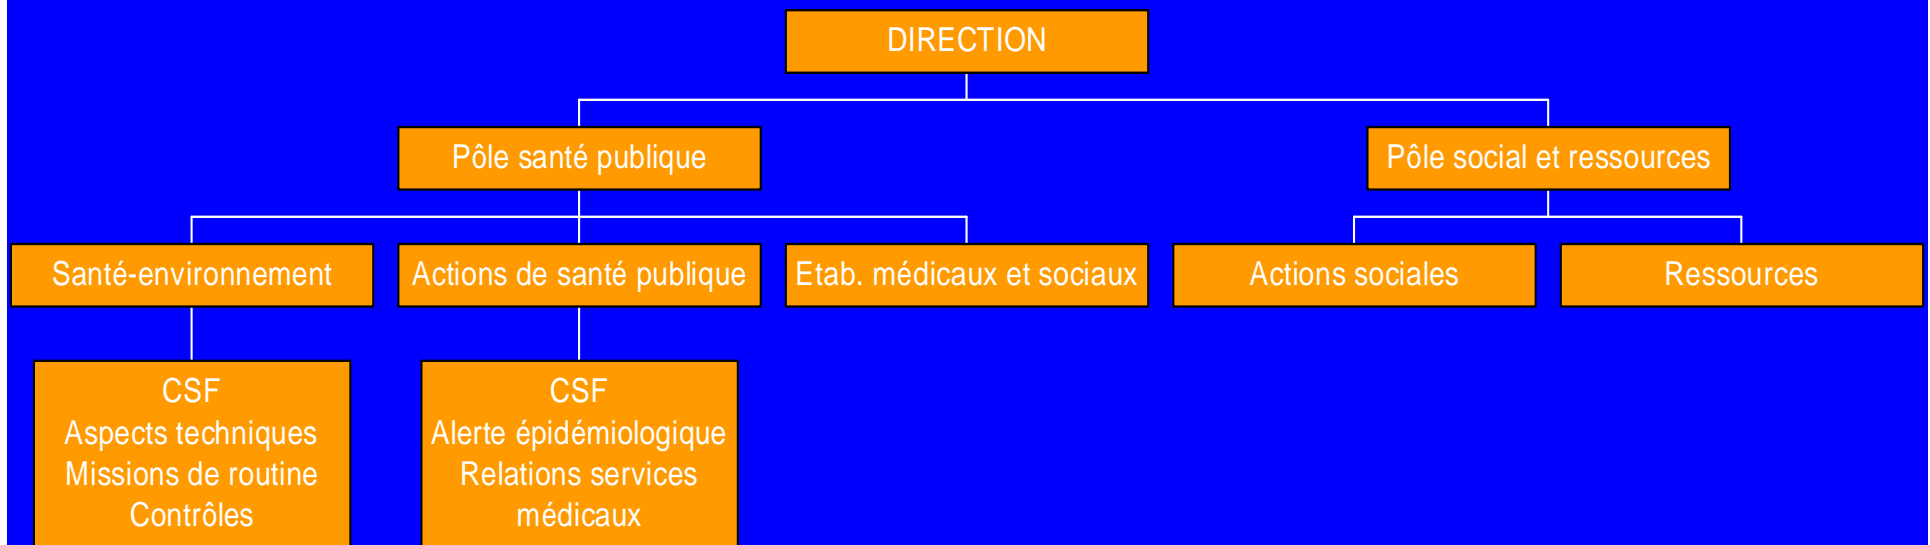 DIRECTION
Pôle santé publique
Pôle social et ressources
Santé-environnement
Actions de santé publique
Etab. médicaux et sociaux
Actions sociales
Ressources
CSF
Aspects techniques
Missions de routine
Contrôles
CSF
Alerte épidémiologique
Relations services
médicaux